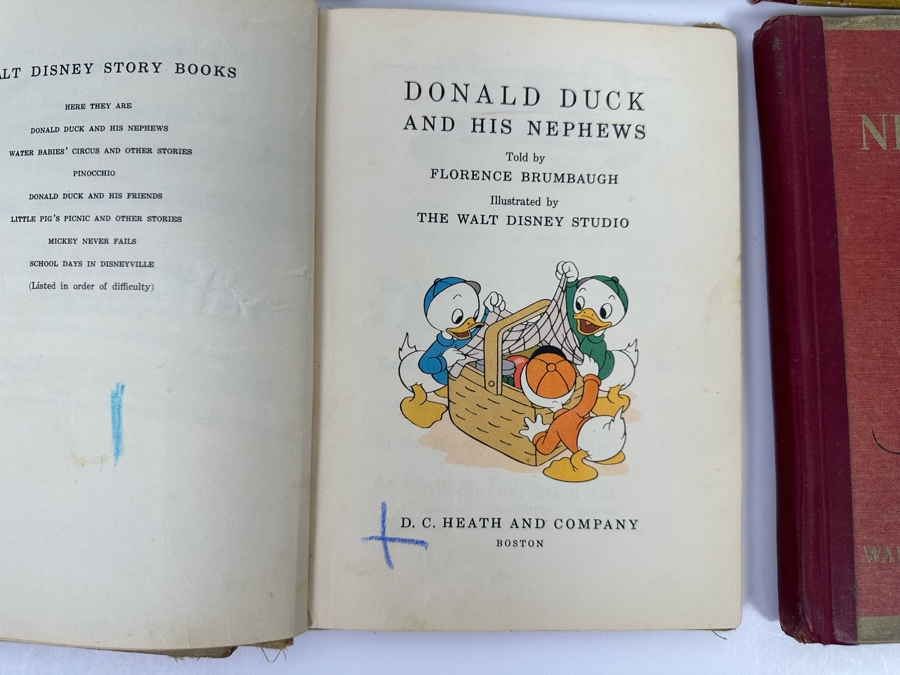 ALT DISNEY STORY BOOKS
HERE THEY ARE
DONALD DUCK AND HIS NEPHEWS
WATER BABIES' CIRCUS AND OTHER STORIES
PINOCCHIO
DONALD DUCK AND HIS FRIENDS
LITTLE PIG'S PICNIC AND OTHER STORIES
MICKEY NEVER FAILS
SCHOOL DAYS IN DISNEYVILLE
(Listed in order of difficulty)
DONALD DUCK
AND HIS NEPHEWS
Told by
FLORENCE BRUMBAUGH
Illustrated by
THE WALT DISNEY STUDIO
D. C. HEATH AND COMPANY
BOSTON
NE
WA